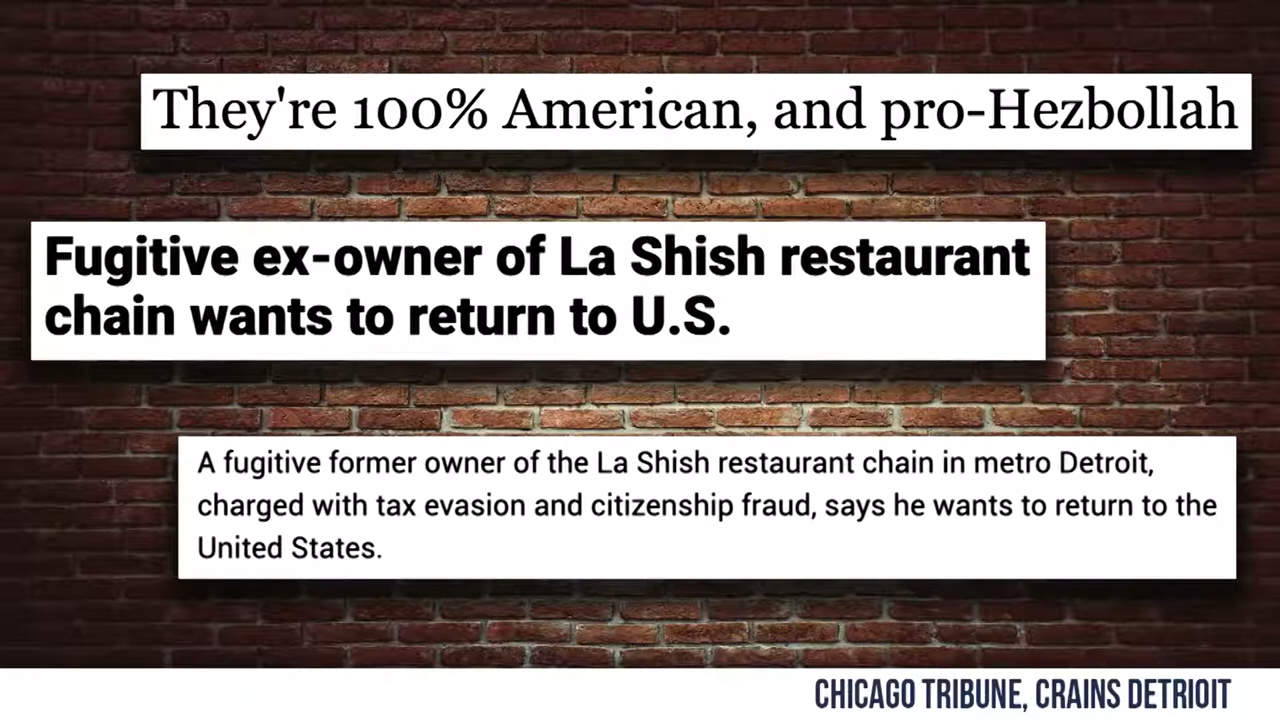 They're 100% American, and pro-Hezbollah
Fugitive ex-owner of La Shish restaurant
chain wants to return to U.S.
A fugitive former owner of the La Shish restaurant chain in metro Detroit,
charged with tax evasion and citizenship fraud, says he wants to return to the
United States.
CHICAGO TRIBUNE, CRAINS DETRIOIT